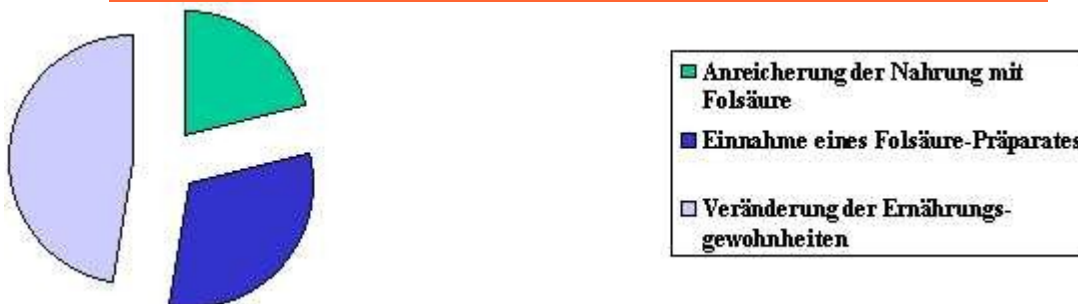 Anreicherung der Nahrung mit
Folsäure
Einnahme eines Folsäure-Präparates
Veränderung der Ernährungs-
gewohnheiten